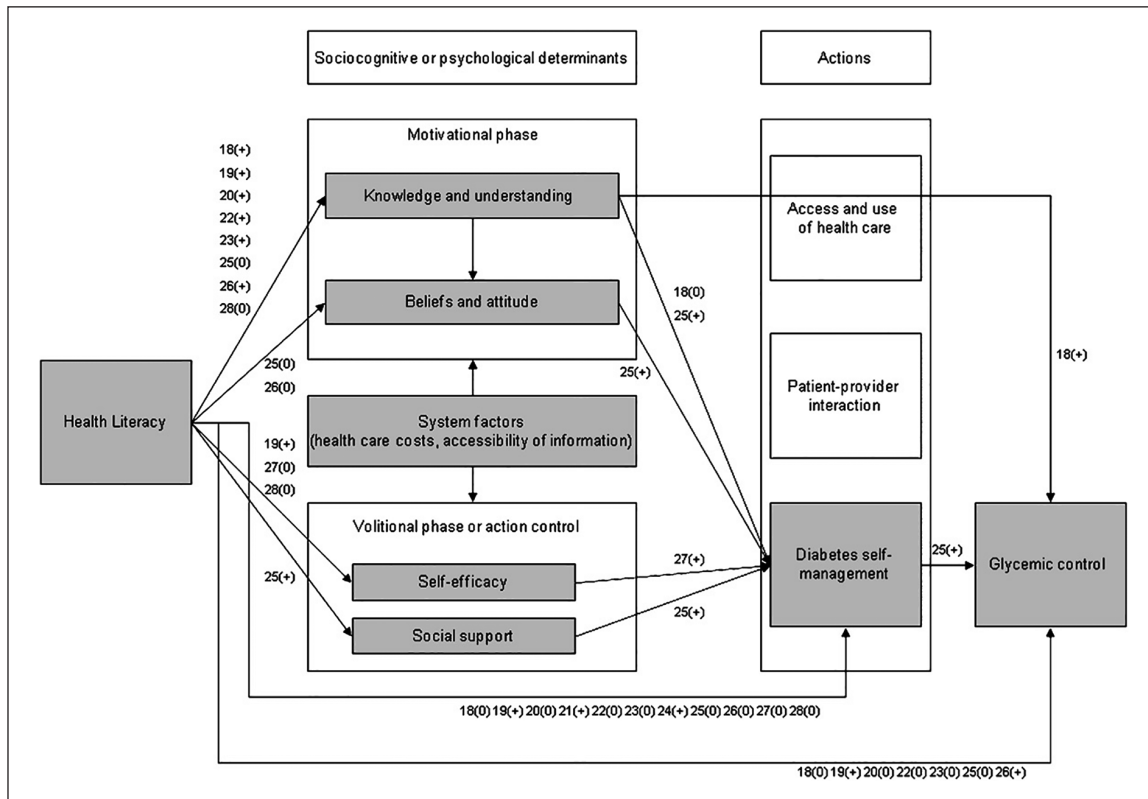 Sociocognitive or psychological determinants
Actions
Motivational phase
18(+)
19(+)
20(+)
22(+)
23(+)
25(0)
26(+)
28(0)
Knowledge and understanding
Access and use
of health care
Beliefs and attitude
18(0)
25(+)
25(0)
26(0)
25(+)
18(+)
Health Literacy
System factors
(health care costs, accessibility of information)
Patient-provider
interaction
19(+)
27(0)
28(0)
Volitional phase or action control
25(+)
Self-efficacy
27(+)
Social support
25(+)
Diabetes self-
management
25(+)
Glycemic control
18(0) 19(+) 20(0) 21(+) 22(0) 23(0) 24(+) 25(0) 26(0) 27(0) 28(0)
18(0) 19(+) 20(0) 22(0) 23(0) 25(0) 26(+)